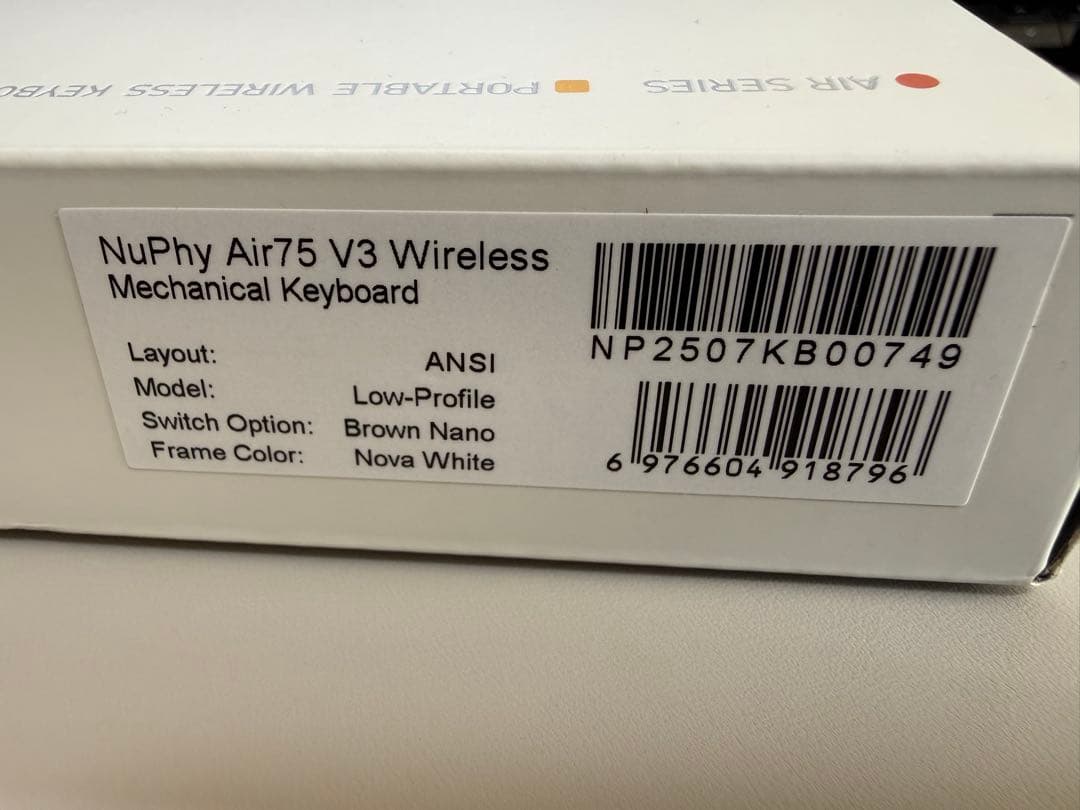 AIR SERIES PORTABLE WIRELESS
NuPhy Air75 V3 Wireless
Mechanical Keyboard
Layout: ANSI
Model: Low-Profile
Switch Option: Brown Nano
Frame Color: Nova White
NP2507KB00749
6 976604 918796